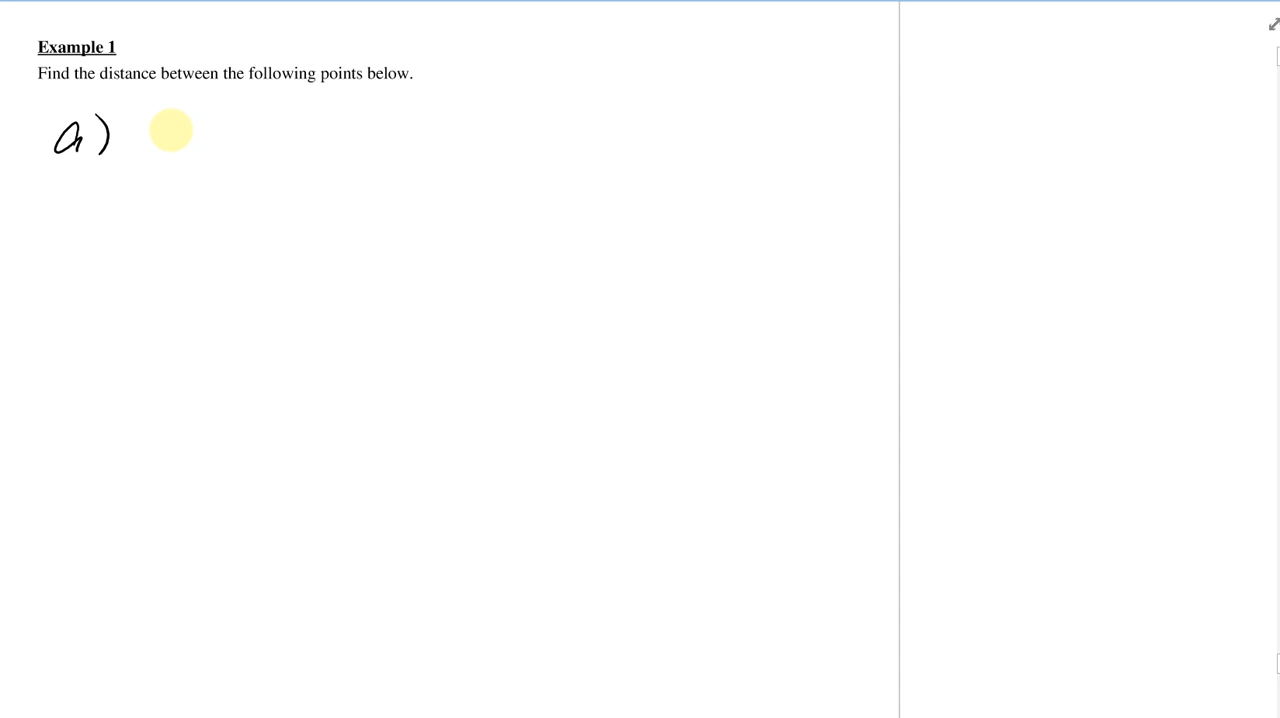 Example 1
Find the distance between the following points below.
a)